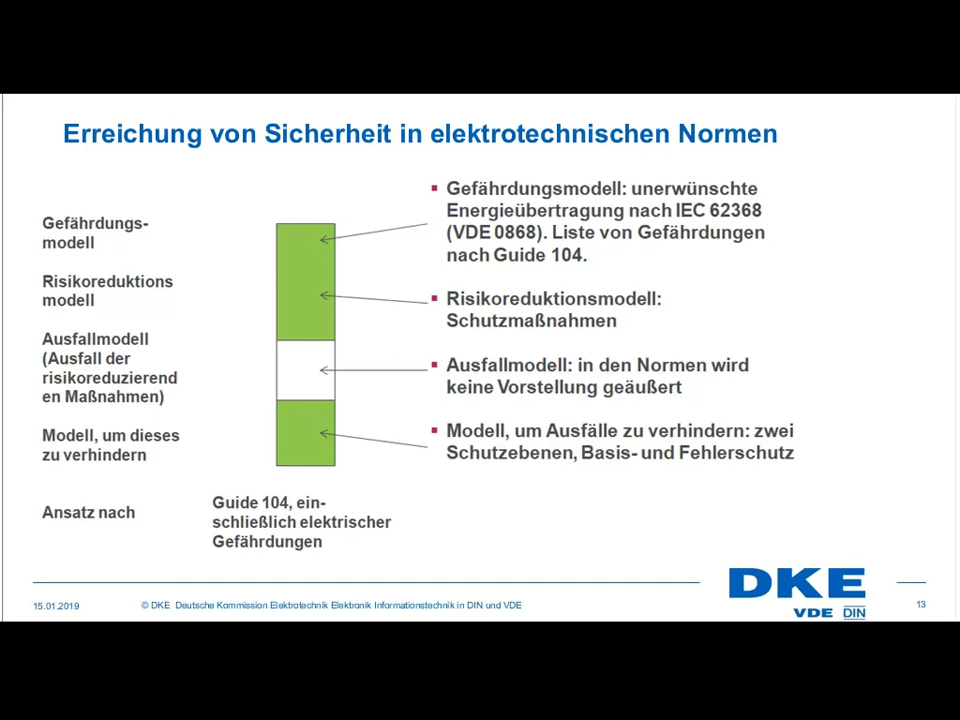 Erreichung von Sicherheit in elektrotechnischen Normen
Gefährdungs-
modell
Risikoreduktions
modell
Ausfallmodell
(Ausfall der
risikoreduzierend
en Maßnahmen)
Modell, um dieses
zu verhindern
Ansatz nach
Guide 104, ein-
schließlich elektrischer
Gefährdungen
▪ Gefährdungsmodell: unerwünschte
Energieübertragung nach IEC 62368
(VDE 0868). Liste von Gefährdungen
nach Guide 104.
▪ Risikoreduktionsmodell:
Schutzmaßnahmen
▪ Ausfallmodell: in den Normen wird
keine Vorstellung geäußert
▪ Modell, um Ausfälle zu verhindern: zwei
Schutzebenen, Basis- und Fehlerschutz
15.01.2019
© DKE Deutsche Kommission Elektrotechnik Elektronik Informationstechnik in DIN und VDE
DKE
VDE DIN
13